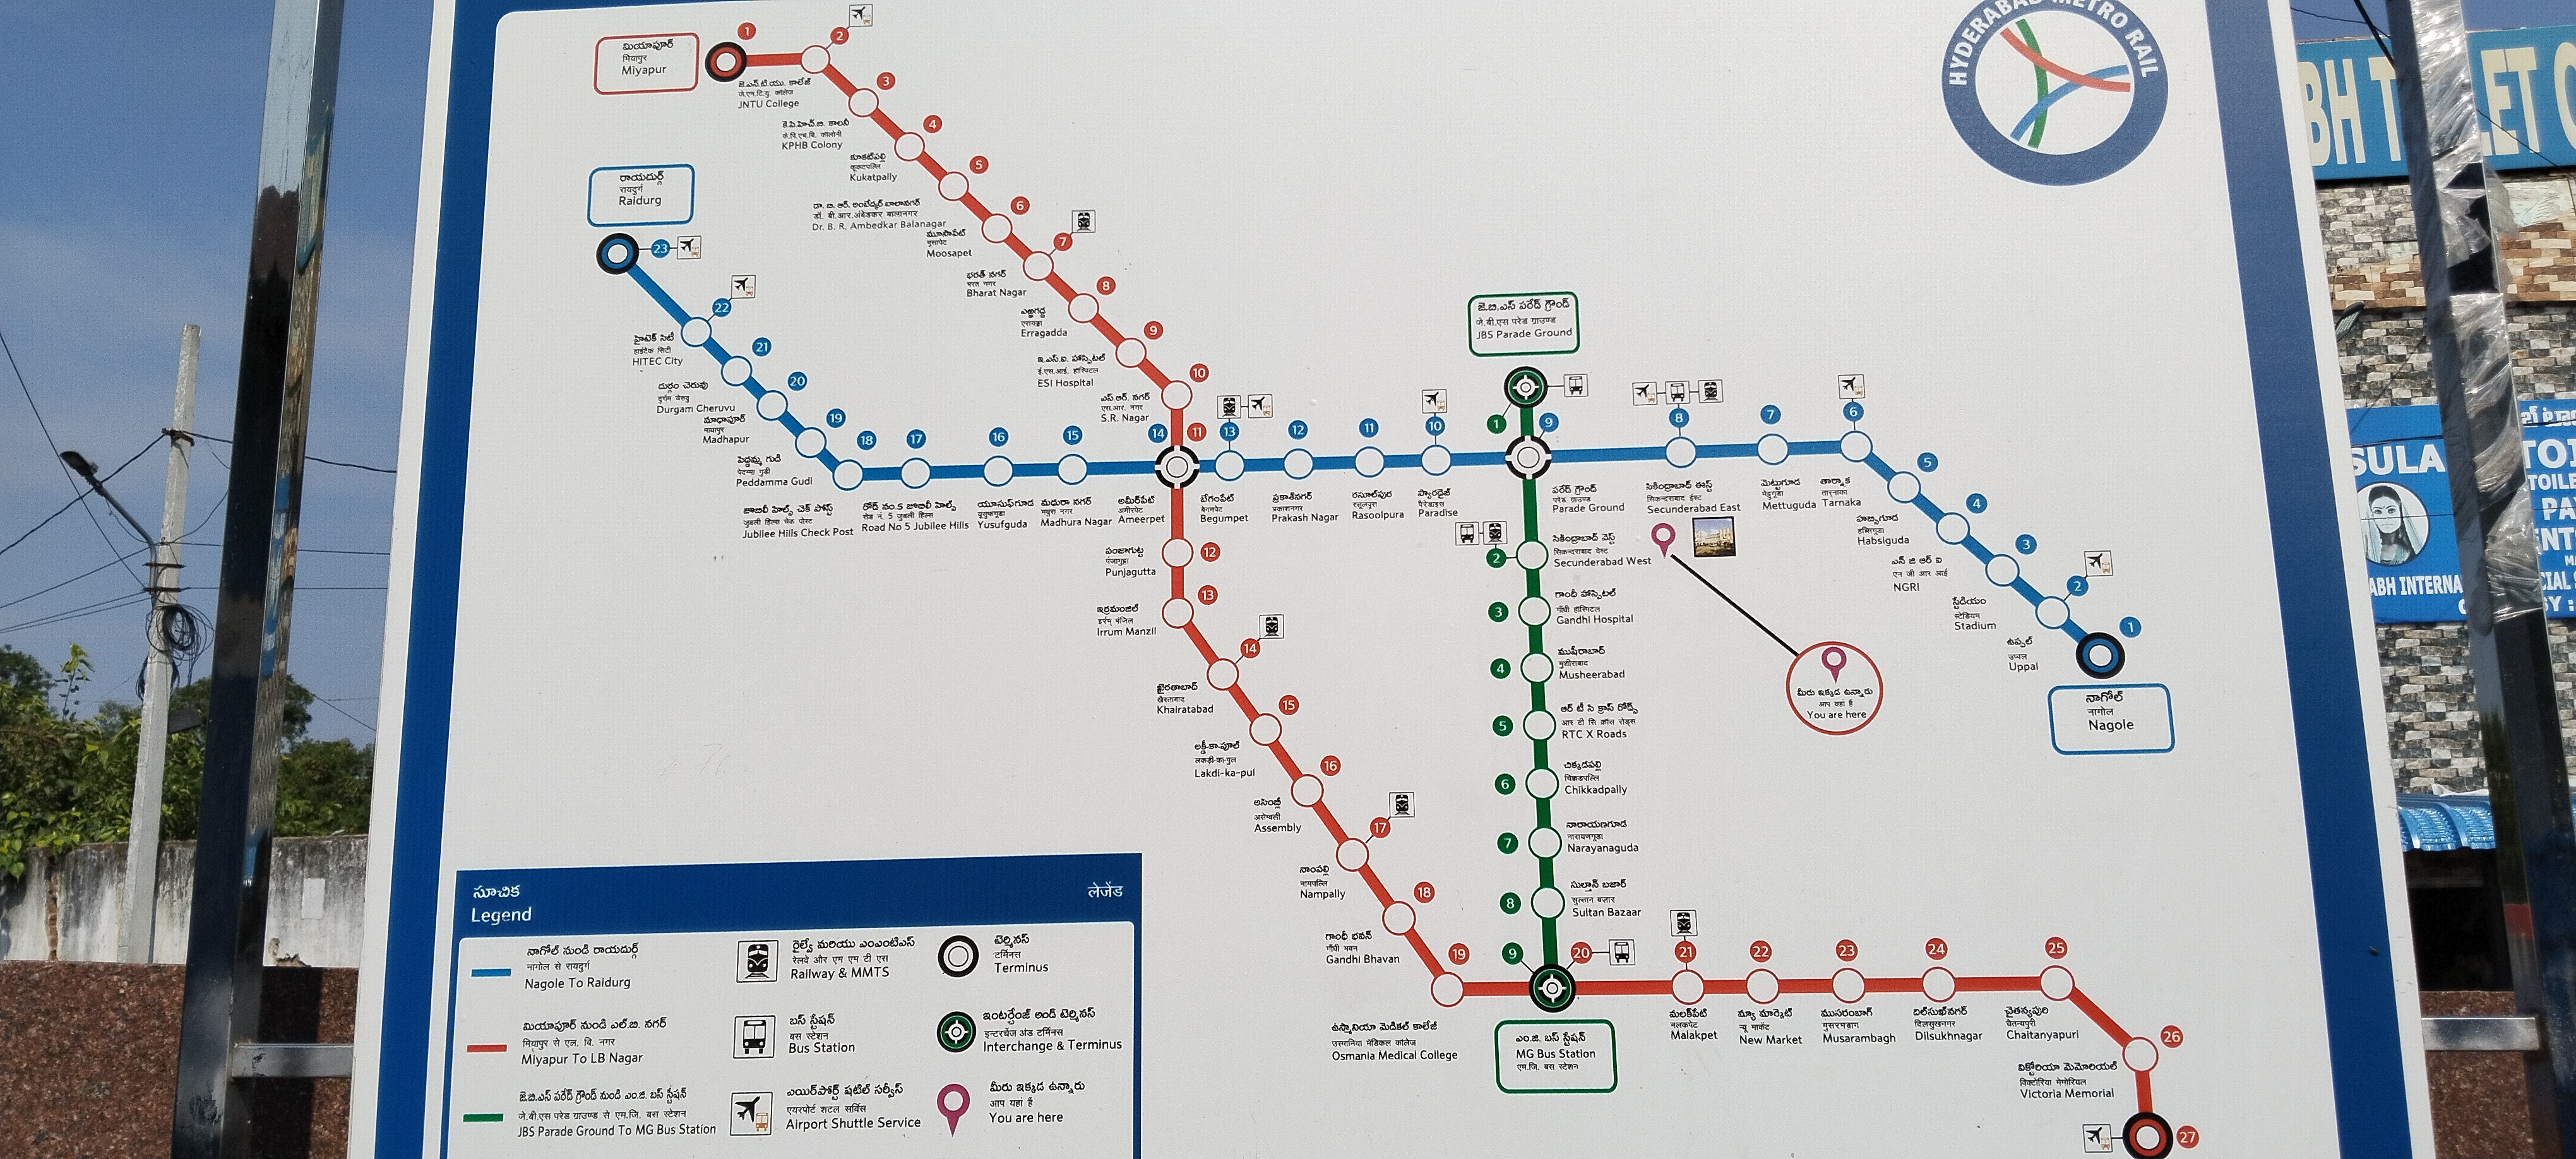 HYDERABAD METRO RAIL
మియాపూర్
मियापुर
Miyapur
1
2
జె.ఎన్.టి.యు. కాలేజ్
जे.एन.टि.यु. कॉलेज
JNTU College
3
కె.పి.హెచ్.బి. కాలనీ
के.पि.एच.बि. कॉलोनी
KPHB Colony
4
కూకట్‌పల్లి
कूकटपल्लि
Kukatpally
5
డా. బి. ఆర్. అంబేద్కర్ బాలానగర్
डॉ. बी.आर.अंबेडकर बालानगर
Dr. B. R. Ambedkar Balanagar
6
మూసాపేట్
मुसापेट
Moosapet
7
భరత్ నగర్
भरत नगर
Bharat Nagar
8
ఎఱ్ఱగడ్డ
एरागड्डा
Erragadda
9
ఇ.ఎస్.ఐ. హాస్పిటల్
ई.एस.आई. हॉस्पिटल
ESI Hospital
10
ఎస్.ఆర్. నగర్
एस.आर. नगर
S.R. Nagar
రాయదుర్గ్
रायदुर्ग
Raidurg
23
22
హైటెక్ సిటీ
हाईटेक सिटी
HITEC City
21
దుర్గం చెరువు
दुर्गम चेरुवु
Durgam Cheruvu
20
మాధాపూర్
माधापुर
Madhapur
19
పెద్దమ్మ గుడి
पेदम्मा गुडी
Peddamma Gudi
18
జూబిలీ హిల్స్ చెక్ పోస్ట్
जुबली हिल्स चेक पोस्ट
Jubilee Hills Check Post
17
రోడ్ నం.5 జూబిలీ హిల్స్
रोड नं. 5 जुबली हिल्स
Road No 5 Jubilee Hills
16
యూసుఫ్‌గూడ
युसुफगुडा
Yusufguda
15
మధురా నగర్
मधुरा नगर
Madhura Nagar
14
11
అమీర్‌పేట్
अमीरपेट
Ameerpet
13
బేగంపేట్
बेगमपेट
Begumpet
12
ప్రకాశ్‌నగర్
प्रकाश नगर
Prakash Nagar
11
రసూల్‌పుర
रसूलपुरा
Rasoolpura
10
ప్యారడైజ్
पैराडाइस
Paradise
జె.బి.ఎస్ పరేడ్ గ్రౌండ్
जे.बी.एस परेड ग्राउण्ड
JBS Parade Ground
1
9
పరేడ్ గ్రౌండ్
परेड ग्राउण्ड
Parade Ground
8
సికింద్రాబాద్ ఈస్ట్
सिकन्दराबाद ईस्ट
Secunderabad East
7
మెట్టుగూడ
मेट्टुगुडा
Mettuguda
6
తార్నాక
तारनाका
Tarnaka
5
హబ్సిగూడ
हब्सिगुडा
Habsiguda
4
ఎన్ జి ఆర్ ఐ
एन जी आर आई
NGRI
3
స్టేడియం
स्टेडियम
Stadium
2
ఉప్పల్
उप्पल
Uppal
1
నాగోల్
नागोल
Nagole
మీరు ఇక్కడ ఉన్నారు
आप यहां हैं
You are here
2
సికింద్రాబాద్ వెస్ట్
सिकन्दराबाद वेस्ट
Secunderabad West
3
గాంధీ హాస్పిటల్
गाँधी हॉस्पिटल
Gandhi Hospital
4
ముషీరాబాద్
मुशीराबाद
Musheerabad
5
ఆర్ టీ సి క్రాస్ రోడ్స్
आर टी सि क्रॉस रोड्स
RTC X Roads
6
చిక్కడపల్లి
चिक्कडपल्लि
Chikkadpally
7
నారాయణగూడ
नारायणगुडा
Narayanaguda
8
సుల్తాన్ బజార్
सुल्तान बज़ार
Sultan Bazaar
9
12
పంజాగుట్ట
पंजागुट्टा
Punjagutta
13
ఇర్రమంజిల్
इर्रम् मंजिल
Irrum Manzil
14
ఖైరతాబాద్
खैरताबाद
Khairatabad
15
లక్డీ-కా-పూల్
लकड़ी-का-पुल
Lakdi-ka-pul
16
అసెంబ్లీ
असेम्बली
Assembly
17
నాంపల్లి
नामपल्लि
Nampally
18
గాంధీ భవన్
गाँधी भवन
Gandhi Bhavan
19
ఉస్మానియా మెడికల్ కాలేజ్
उस्मानिया मेडिकल कॉलेज
Osmania Medical College
20
ఎం.జి. బస్ స్టేషన్
MG Bus Station
एम.जि. बस स्टेशन
21
మలక్‌పేట్
मलकपेट
Malakpet
22
న్యూ మార్కెట్
न्यू मार्केट
New Market
23
ముసరంబాగ్
मुसरमबाग
Musarambagh
24
దిల్‌సుఖ్‌నగర్
दिलसुखनगर
Dilsukhnagar
25
చైతన్యపురి
चैतन्यपुरी
Chaitanyapuri
26
విక్టోరియా మెమోరియల్
विक्टोरिया मेमोरियल
Victoria Memorial
27
సూచిక
लेजेंड
Legend
నాగోల్ నుండి రాయదుర్గ్
नागोल से रायदुर्ग
Nagole To Raidurg
మియాపూర్ నుండి ఎల్.బి. నగర్
मियापुर से एल. बि. नगर
Miyapur To LB Nagar
జె.బి.ఎస్ పరేడ్ గ్రౌండ్ నుండి ఎం.జి. బస్ స్టేషన్
जे.बी.एस परेड ग्राउण्ड से एम.जि. बस स्टेशन
JBS Parade Ground To MG Bus Station
రైల్వే మరియు ఎంఎంటిఎస్
रेलवे और एम एम टी एस
Railway & MMTS
బస్ స్టేషన్
बस स्टेशन
Bus Station
ఎయిర్‌పోర్ట్ షటిల్ సర్వీస్
एयरपोर्ट शटल सर्विस
Airport Shuttle Service
టెర్మినస్
टर्मिनस
Terminus
ఇంటర్చేంజ్ అండ్ టెర్మినస్
इन्टरचेंज अंड टर्मिनस
Interchange & Terminus
మీరు ఇక్కడ ఉన్నారు
आप यहां हैं
You are here
SULA
ABH INTERNA